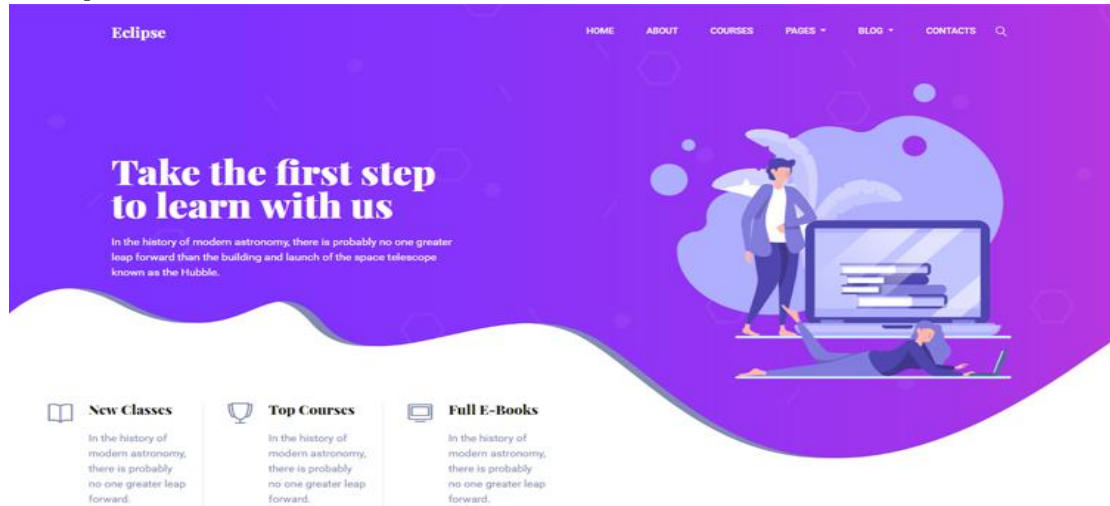 Eclipse
HOME ABOUT COURSES PAGES BLOG CONTACTS
Take the first step
to learn with us
In the history of modern astronomy, there is probably no one greater
leap forward than the building and launch of the space telescope
known as the Hubble.
New Classes
In the history of
modern astronomy,
there is probably
no one greater leap
forward.
Top Courses
In the history of
modern astronomy,
there is probably
no one greater leap
forward.
Full E-Books
In the history of
modern astronomy,
there is probably
no one greater leap
forward.